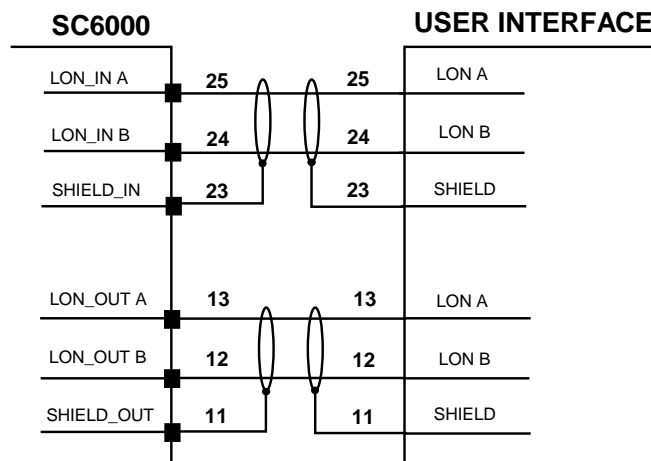 SC6000 USER INTERFACE
LON_IN A 25 25 LON A
LON_IN B 24 24 LON B
SHIELD_IN 23 23 SHIELD
LON_OUT A 13 13 LON A
LON_OUT B 12 12 LON B
SHIELD_OUT 11 11 SHIELD